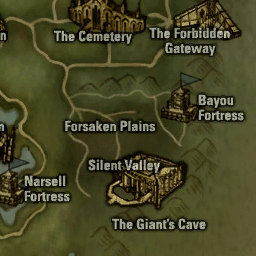 n
The Cemetery
The Forbidden
Gateway
Bayou
Fortress
Forsaken Plains
n
Silent Valley
Narsell
Fortress
The Giant's Cave